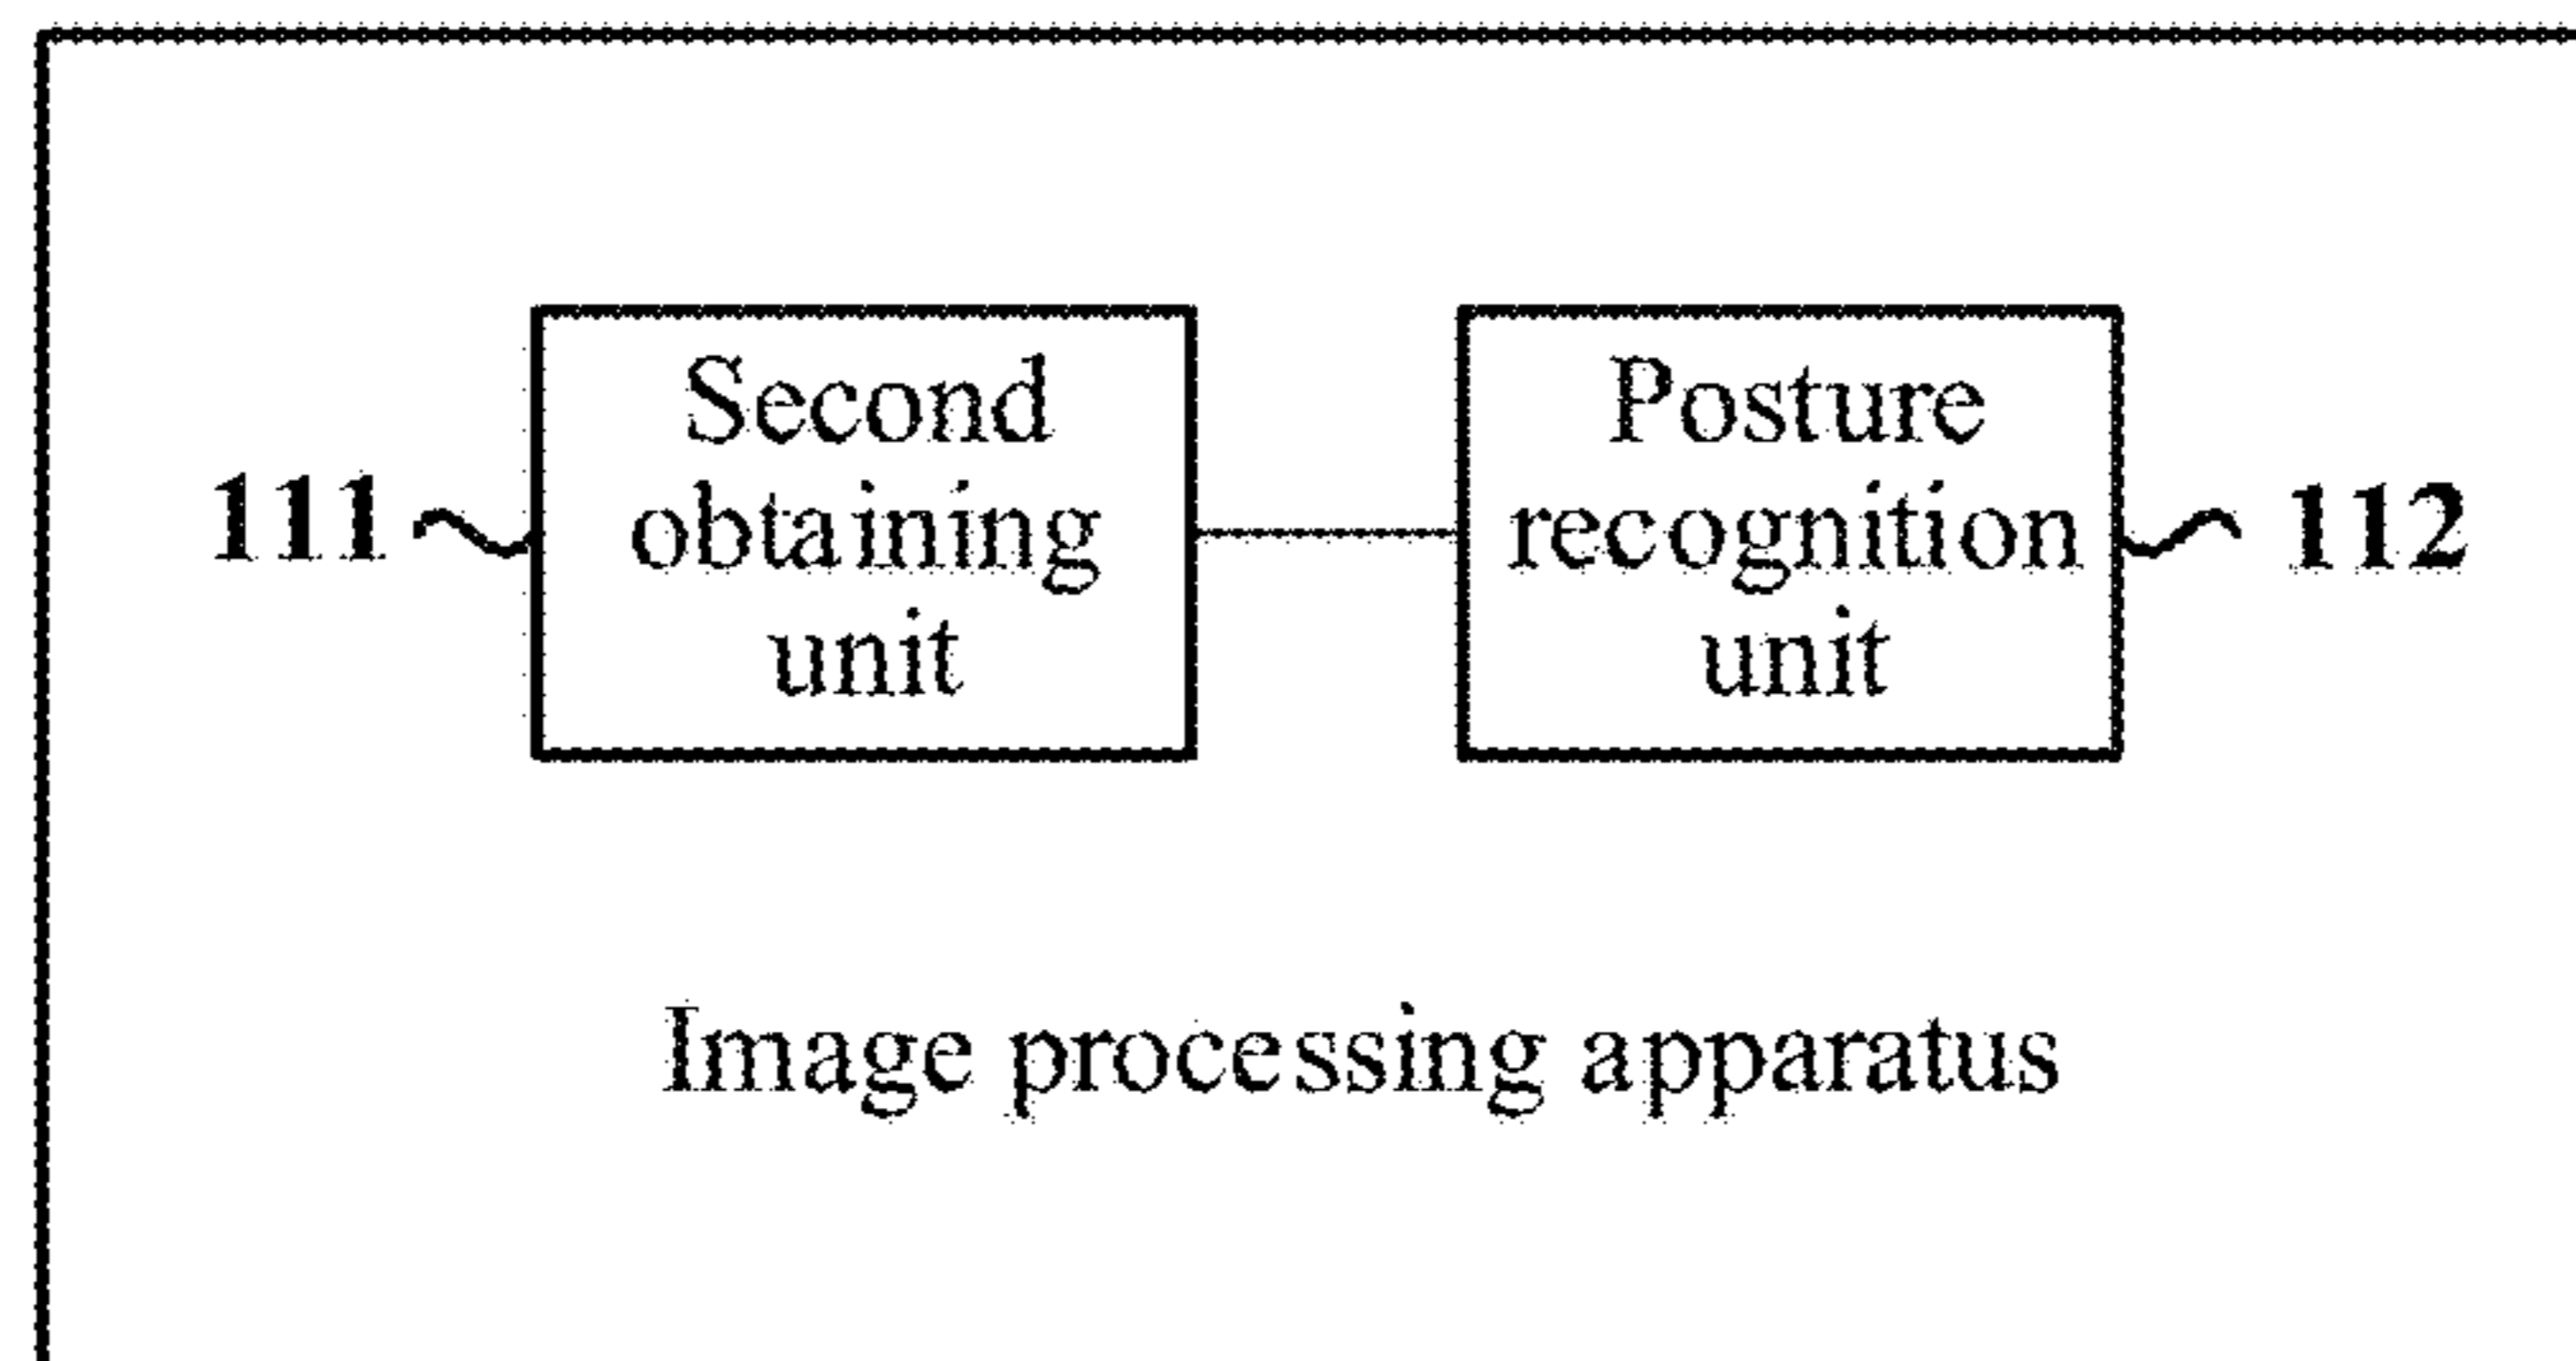 Second
obtaining
unit
Posture
recognition
unit
111
112
Image processing apparatus